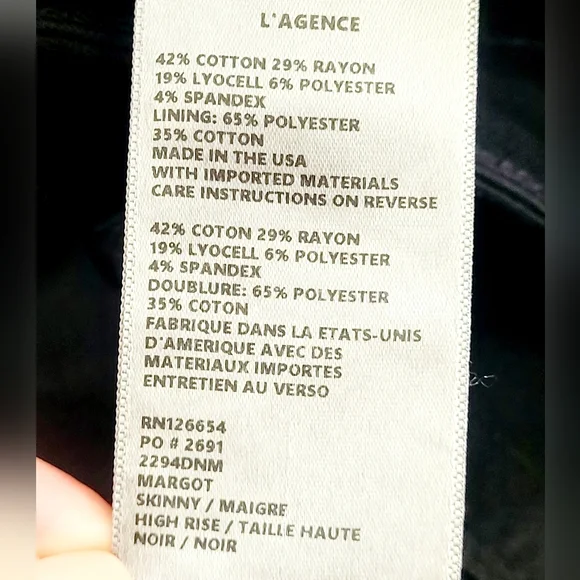 L'AGENCE
42% COTTON 29% RAYON
19% LYOCELL 6% POLYESTER
4% SPANDEX
LINING: 65% POLYESTER
35% COTTON
MADE IN THE USA
WITH IMPORTED MATERIALS
CARE INSTRUCTIONS ON REVERSE
42% COTON 29% RAYON
19% LYOCELL 6% POLYESTER
4% SPANDEX
DOUBLURE: 65% POLYESTER
35% COTON
FABRIQUE DANS LA ETATS-UNIS
D'AMERIQUE AVEC DES
MATERIAUX IMPORTES
ENTRETIEN AU VERSO
RN126654
PO # 2691
2294DNM
MARGOT
SKINNY / MAIGRE
HIGH RISE / TAILLE HAUTE
NOIR / NOIR